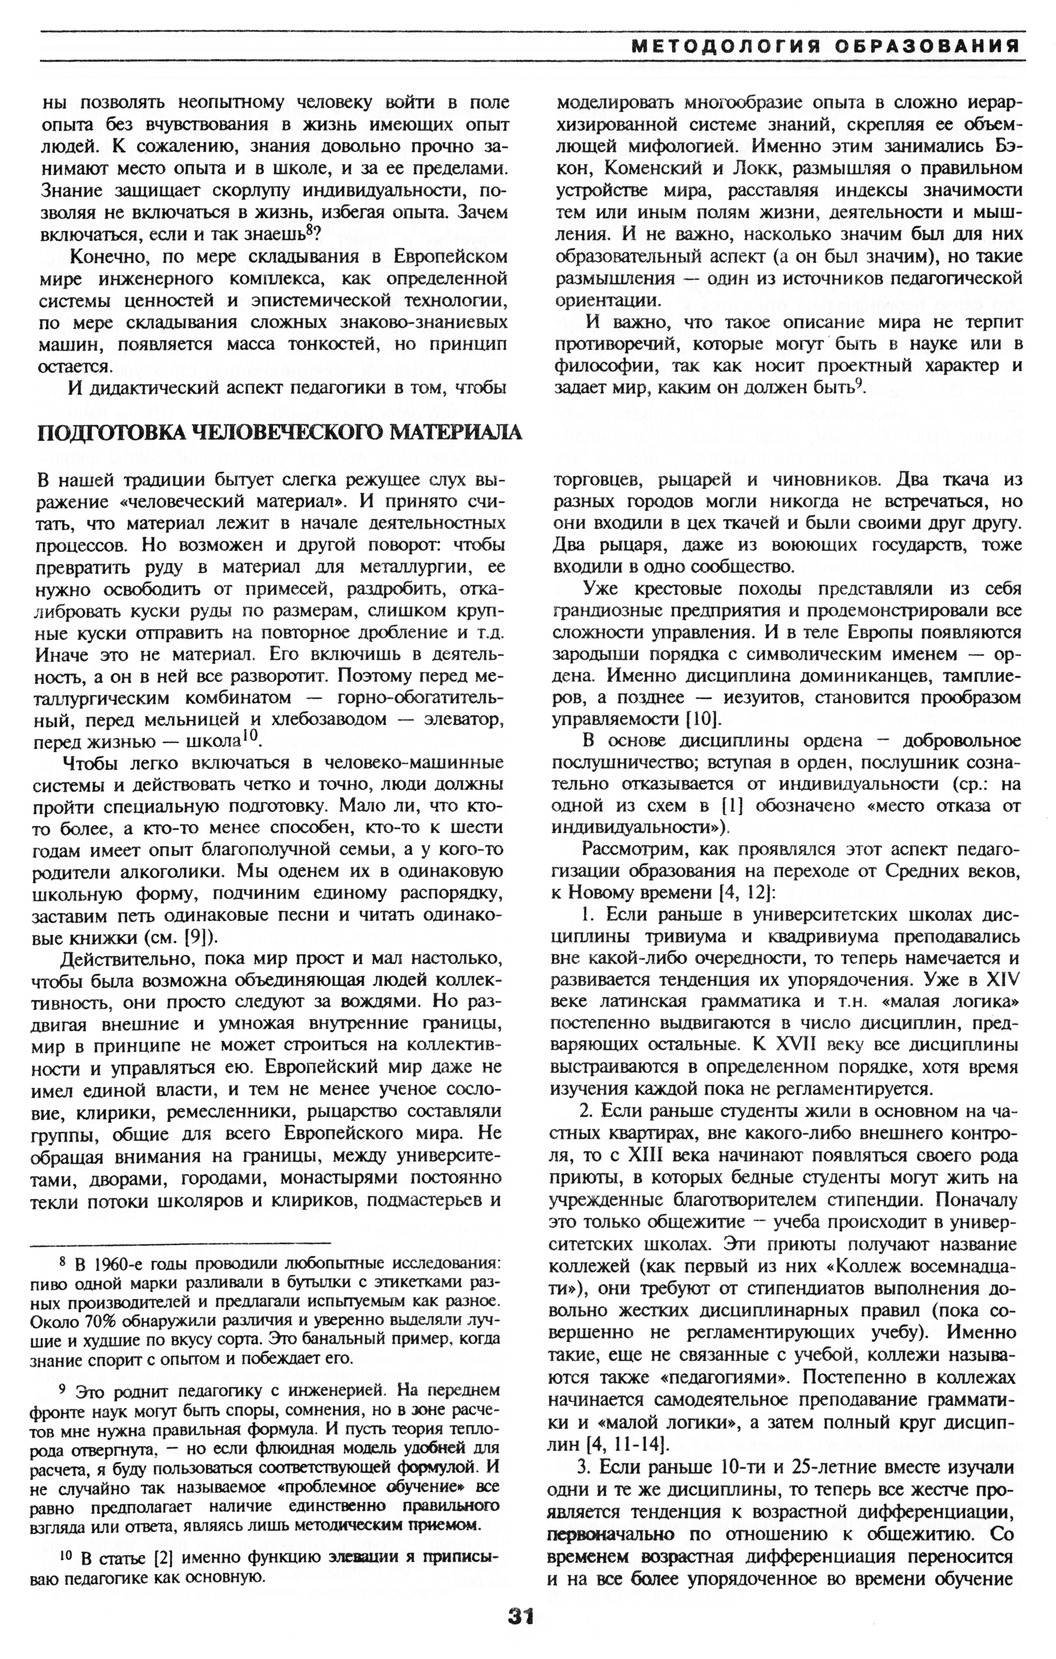 МЕТОДОЛОГИЯ ОБРАЗОВАНИЯ
ны позволять неопытному человеку войти в поле
опыта без вчувствования в жизнь имеющих опыт
людей. К сожалению, знания довольно прочно за-
нимают место опыта и в школе, и за ее пределами.
Знание защищает скорлупу индивидуальности, по-
зволяя не включаться в жизнь, избегая опыта. Зачем
включаться, если и так знаешь⁸?
Конечно, по мере складывания в Европейском
мире инженерного комплекса, как определенной
системы ценностей и эпистемической технологии,
по мере складывания сложных знаково-знаниевых
машин, появляется масса тонкостей, но принцип
остается.
И дидактический аспект педагогики в том, чтобы
моделировать многообразие опыта в сложно иерар-
хизированной системе знаний, скрепляя ее объем-
лющей мифологией. Именно этим занимались Бэ-
кон, Коменский и Локк, размышляя о правильном
устройстве мира, расставляя индексы значимости
тем или иным полям жизни, деятельности и мыш-
ления. И не важно, насколько значим был для них
образовательный аспект (а он был значим), но такие
размышления — один из источников педагогической
ориентации.
И важно, что такое описание мира не терпит
противоречий, которые могут быть в науке или в
философии, так как носит проектный характер и
задает мир, каким он должен быть⁹.
ПОДГОТОВКА ЧЕЛОВЕЧЕСКОГО МАТЕРИАЛА
В нашей традиции бытует слегка режущее слух вы-
ражение «человеческий материал». И принято счи-
тать, что материал лежит в начале деятельностных
процессов. Но возможен и другой поворот: чтобы
превратить руду в материал для металлургии, ее
нужно освободить от примесей, раздробить, отка-
либровать куски руды по размерам, слишком круп-
ные куски отправить на повторное дробление и т.д.
Иначе это не материал. Его включишь в деятель-
ность, а он в ней все разворотит. Поэтому перед ме-
таллургическим комбинатом — горно-обогатитель-
ный, перед мельницей и хлебозаводом — элеватор,
перед жизнью — школа¹⁰.
Чтобы легко включаться в человеко-машинные
системы и действовать четко и точно, люди должны
пройти специальную подготовку. Мало ли, что кто-
то более, а кто-то менее способен, кто-то к шести
годам имеет опыт благополучной семьи, а у кого-то
родители алкоголики. Мы оденем их в одинаковую
школьную форму, подчиним единому распорядку,
заставим петь одинаковые песни и читать одинако-
вые книжки (см. [9]).
Действительно, пока мир прост и мал настолько,
чтобы была возможна объединяющая людей коллек-
тивность, они просто следуют за вождями. Но раз-
двигая внешние и умножая внутренние границы,
мир в принципе не может строиться на коллектив-
ности и управляться ею. Европейский мир даже не
имел единой власти, и тем не менее ученое сосло-
вие, клирики, ремесленники, рыцарство составляли
группы, общие для всего Европейского мира. Не
обращая внимания на границы, между университе-
тами, дворами, городами, монастырями постоянно
текли потоки школяров и клириков, подмастерьев и
⁸ В 1960-е годы проводили любопытные исследования:
пиво одной марки разливали в бутылки с этикетками раз-
ных производителей и предлагали испытуемым как разное.
Около 70% обнаружили различия и уверенно выделяли луч-
шие и худшие по вкусу сорта. Это банальный пример, когда
знание спорит с опытом и побеждает его.
⁹ Это роднит педагогику с инженерией. На переднем
фронте наук могут быть споры, сомнения, но в зоне расче-
тов мне нужна правильная формула. И пусть теория тепло-
рода отвергнута, — но если флюидная модель удобней для
расчета, я буду пользоваться соответствующей формулой. И
не случайно так называемое «проблемное обучение» все
равно предполагает наличие единственно правильного
взгляда или ответа, являясь лишь методическим приемом.
¹⁰ В статье [2] именно функцию элевации я приписы-
ваю педагогике как основную.
торговцев, рыцарей и чиновников. Два ткача из
разных городов могли никогда не встречаться, но
они входили в цех ткачей и были своими друг другу.
Два рыцаря, даже из воюющих государств, тоже
входили в одно сообщество.
Уже крестовые походы представляли из себя
грандиозные предприятия и продемонстрировали все
сложности управления. И в теле Европы появляются
зародыши порядка с символическим именем — ор-
дена. Именно дисциплина доминиканцев, тамплие-
ров, а позднее — иезуитов, становится прообразом
управляемости [10].
В основе дисциплины ордена — добровольное
послушничество; вступая в орден, послушник созна-
тельно отказывается от индивидуальности (ср.: на
одной из схем в [1] обозначено «место отказа от
индивидуальности»).
Рассмотрим, как проявлялся этот аспект педаго-
гизации образования на переходе от Средних веков,
к Новому времени [4, 12]:
1. Если раньше в университетских школах дис-
циплины тривиума и квадривиума преподавались
вне какой-либо очередности, то теперь намечается и
развивается тенденция их упорядочения. Уже в XIV
веке латинская грамматика и т.н. «малая логика»
постепенно выдвигаются в число дисциплин, пред-
варяющих остальные. К XVII веку все дисциплины
выстраиваются в определенном порядке, хотя время
изучения каждой пока не регламентируется.
2. Если раньше студенты жили в основном на ча-
стных квартирах, вне какого-либо внешнего контро-
ля, то с XIII века начинают появляться своего рода
приюты, в которых бедные студенты могут жить на
учрежденные благотворителем стипендии. Поначалу
это только общежитие — учеба происходит в универ-
ситетских школах. Эти приюты получают название
коллежей (как первый из них «Коллеж восемнадца-
ти»), они требуют от стипендиатов выполнения до-
вольно жестких дисциплинарных правил (пока со-
вершенно не регламентирующих учебу). Именно
такие, еще не связанные с учебой, коллежи называ-
ются также «педагогиями». Постепенно в коллежах
начинается самодеятельное преподавание граммати-
ки и «малой логики», а затем полный круг дисцип-
лин [4, 11-14].
3. Если раньше 10-ти и 25-летние вместе изучали
одни и те же дисциплины, то теперь все жестче про-
является тенденция к возрастной дифференциации,
первоначально по отношению к общежитию. Со
временем возрастная дифференциация переносится
и на все более упорядоченное во времени обучение
31